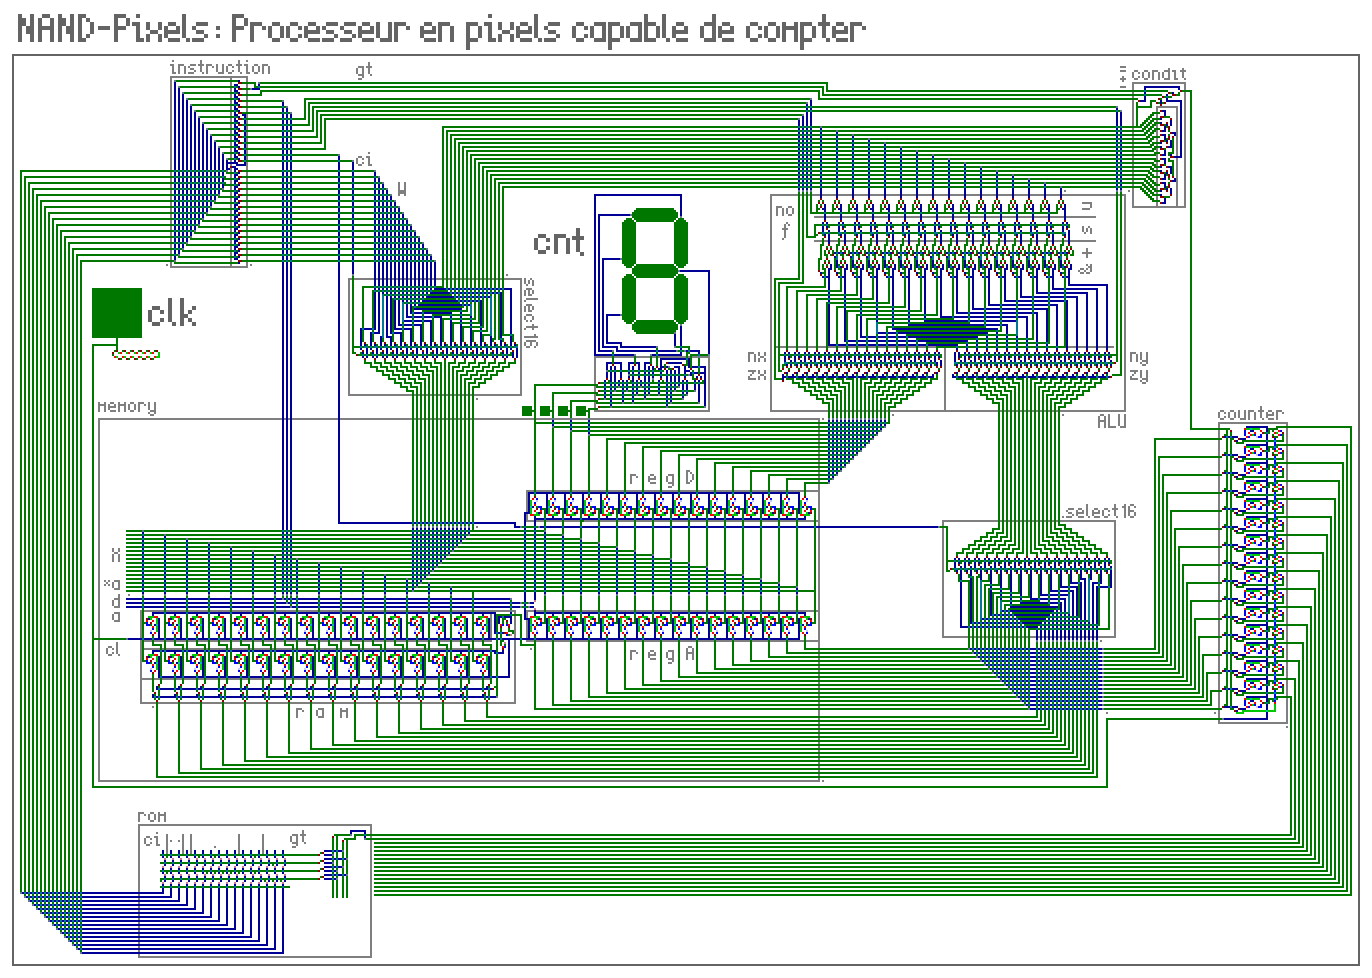 NAND-Pixels: Processeur en pixels capable de compter
instruction
gt
condit
ci
W
no
f
u
s
+
&
cnt
select16
clk
nx
zx
ny
zy
memory
ALU
counter
reg D
select16
X
*a
d
a
cl
reg A
ram
rom
ci
gt